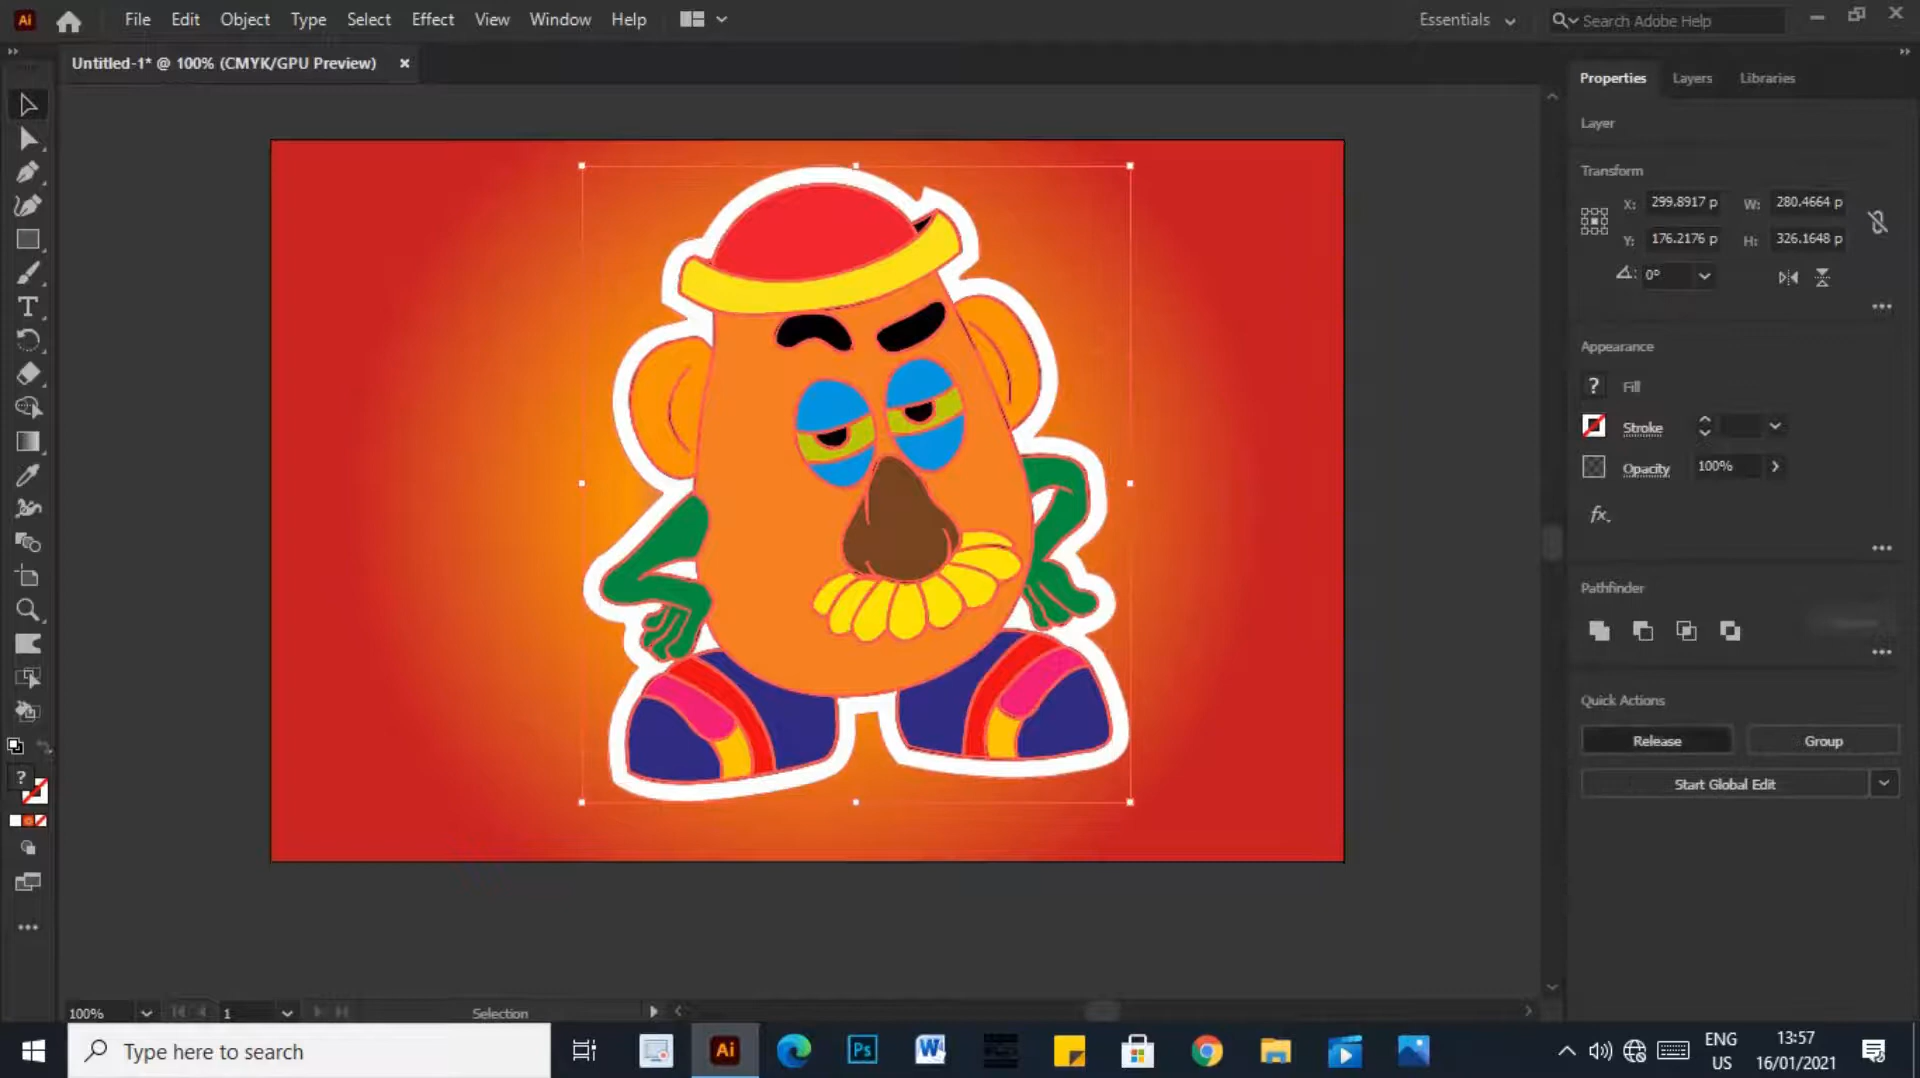 Ai File Edit Object Type Select Effect View Window Help Essentials Search Adobe Help
Untitled-1* @ 100% (CMYK/GPU Preview) ×
Properties Layers Libraries
Layer
Transform
X: 299.8917 p W: 280.4664 p
Y: 176.2176 p H: 326.1648 p
0°
Appearance
? Fill
Stroke
Opacity 100%
fx.
Pathfinder
Quick Actions
Release Group
Start Global Edit
?
100% 1 Selection
Type here to search
Ai
Ps
W
ENG
US
13:57
16/01/2021